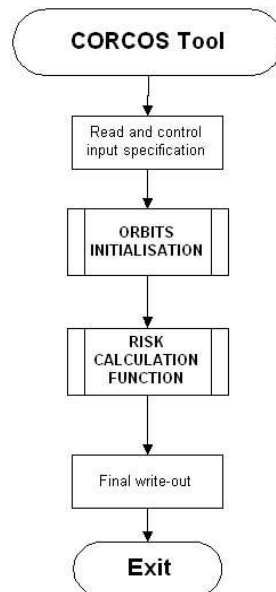 CORCOS Tool
Read and control
input specification
ORBITS
INITIALISATION
RISK
CALCULATION
FUNCTION
Final write-out
Exit